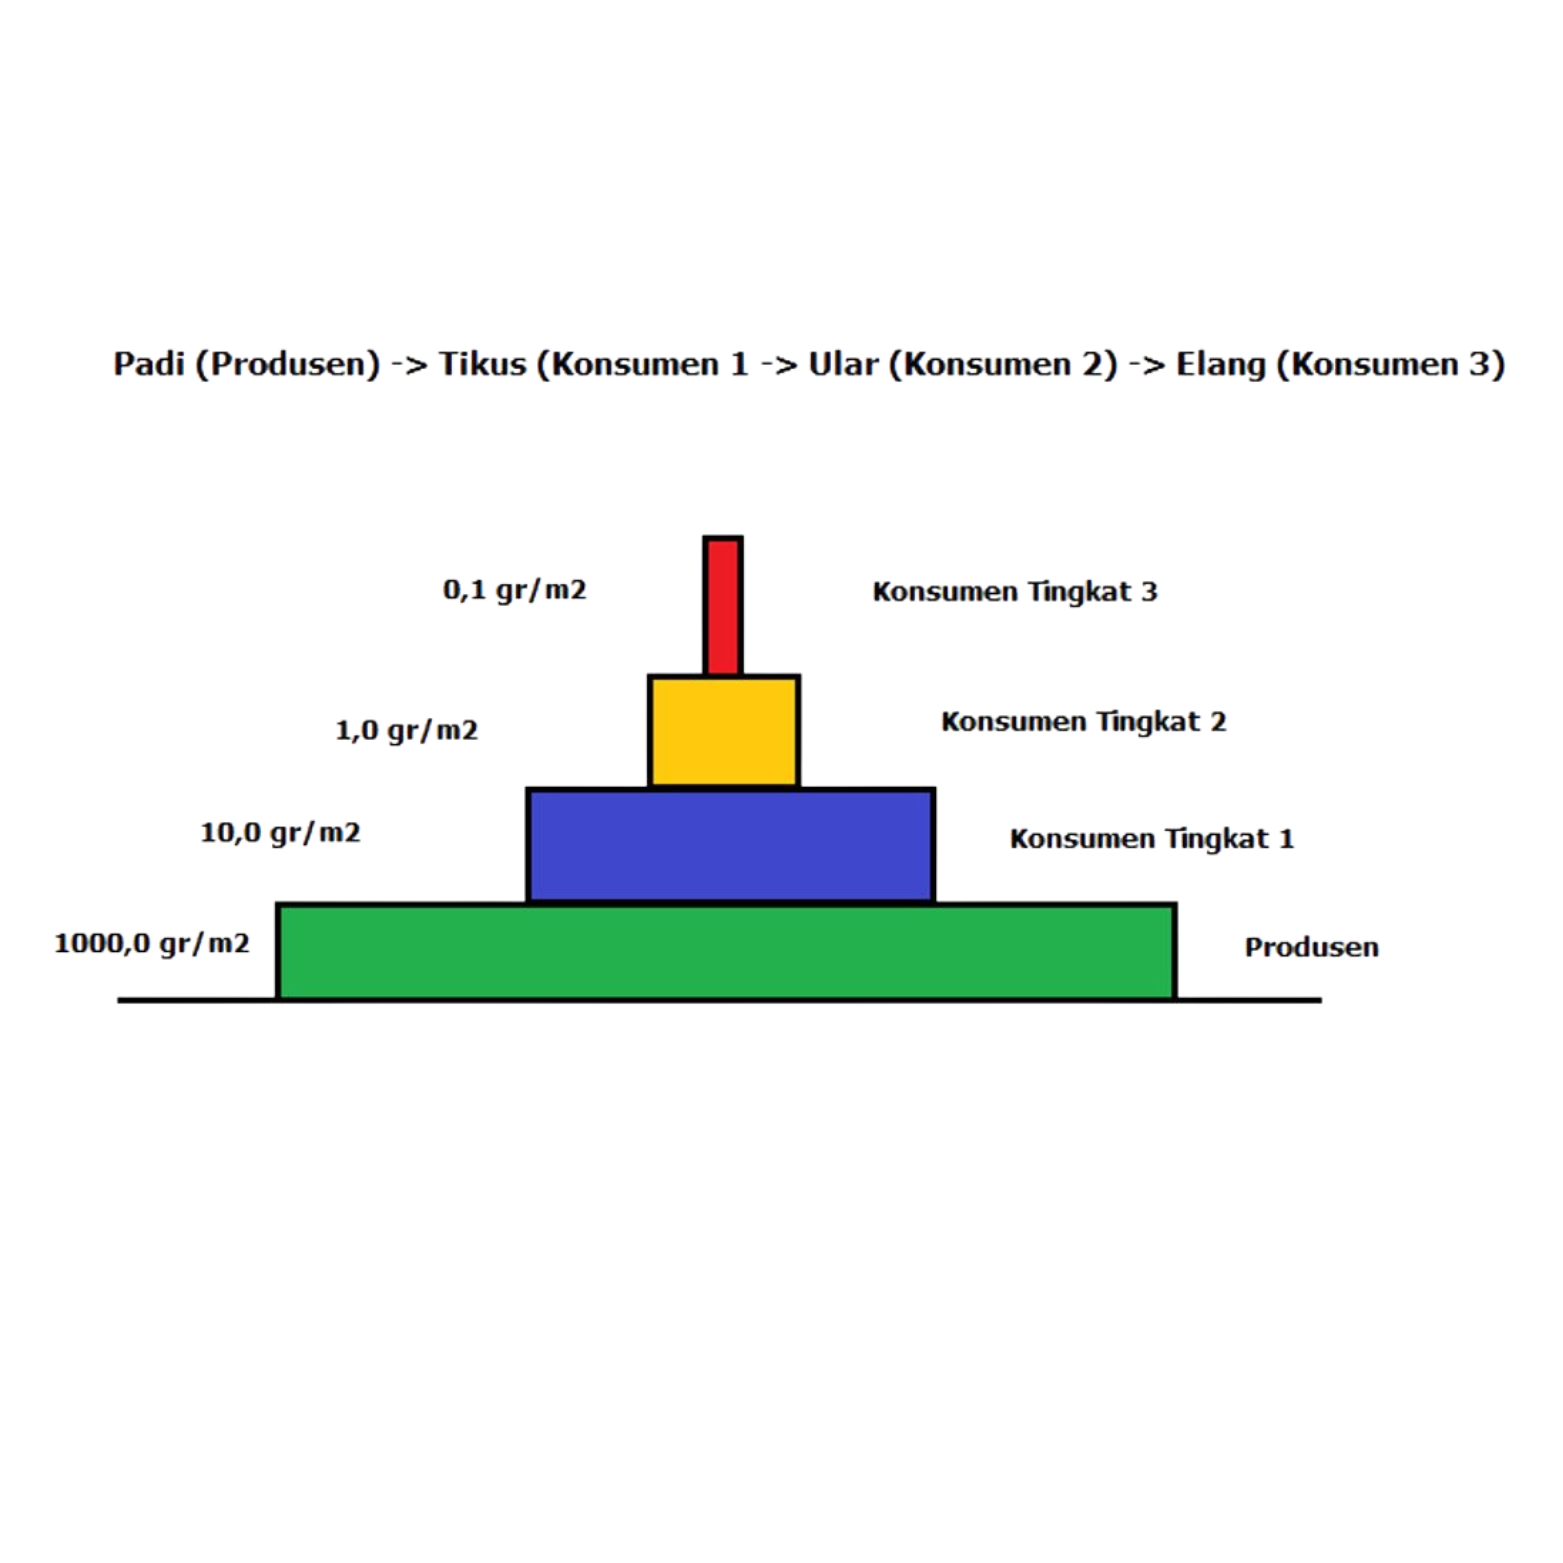 Padi (Produsen) -> Tikus (Konsumen 1 -> Ular (Konsumen 2) -> Elang (Konsumen 3)
0,1 gr/m2
Konsumen Tingkat 3
1,0 gr/m2
Konsumen Tingkat 2
10,0 gr/m2
Konsumen Tingkat 1
1000,0 gr/m2
Produsen